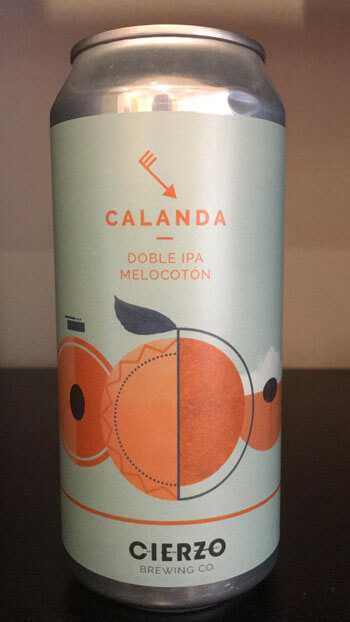 CALANDA
DOBLE IPA
MELOCOTÓN
CIERZO
BREWING CO.